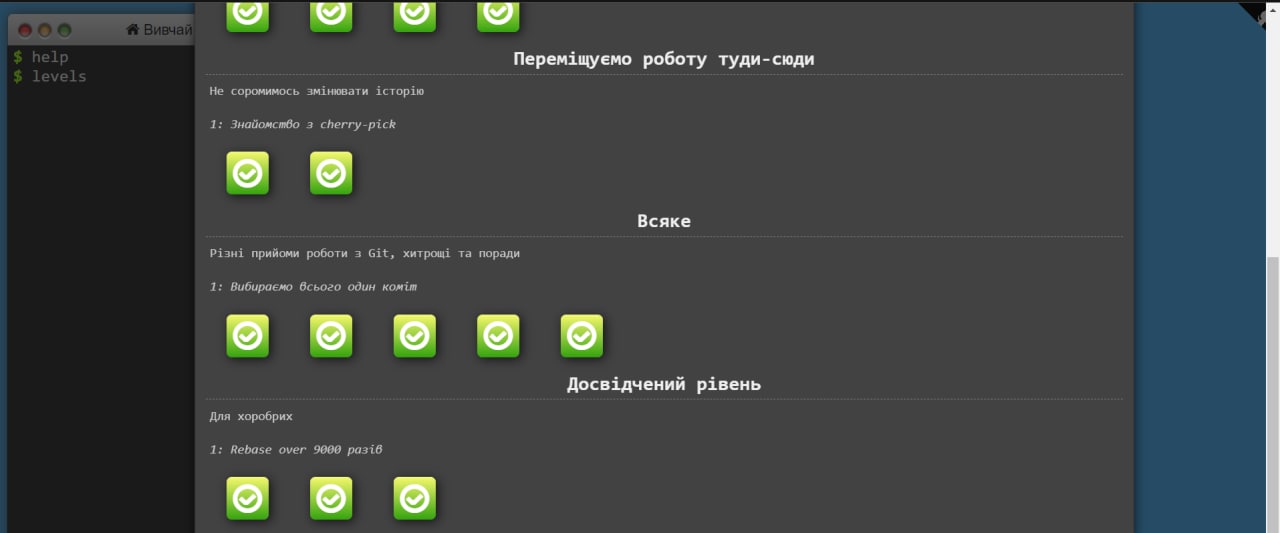 Вивчай
$ help
$ levels
Переміщуємо роботу туди-сюди
Не соромимось змінювати історію
1: Знайомство з cherry-pick
Всяке
Різні прийоми роботи з Git, хитрощі та поради
1: Вибираємо всього один коміт
Досвідчений рівень
Для хоробрих
1: Rebase over 9000 разів